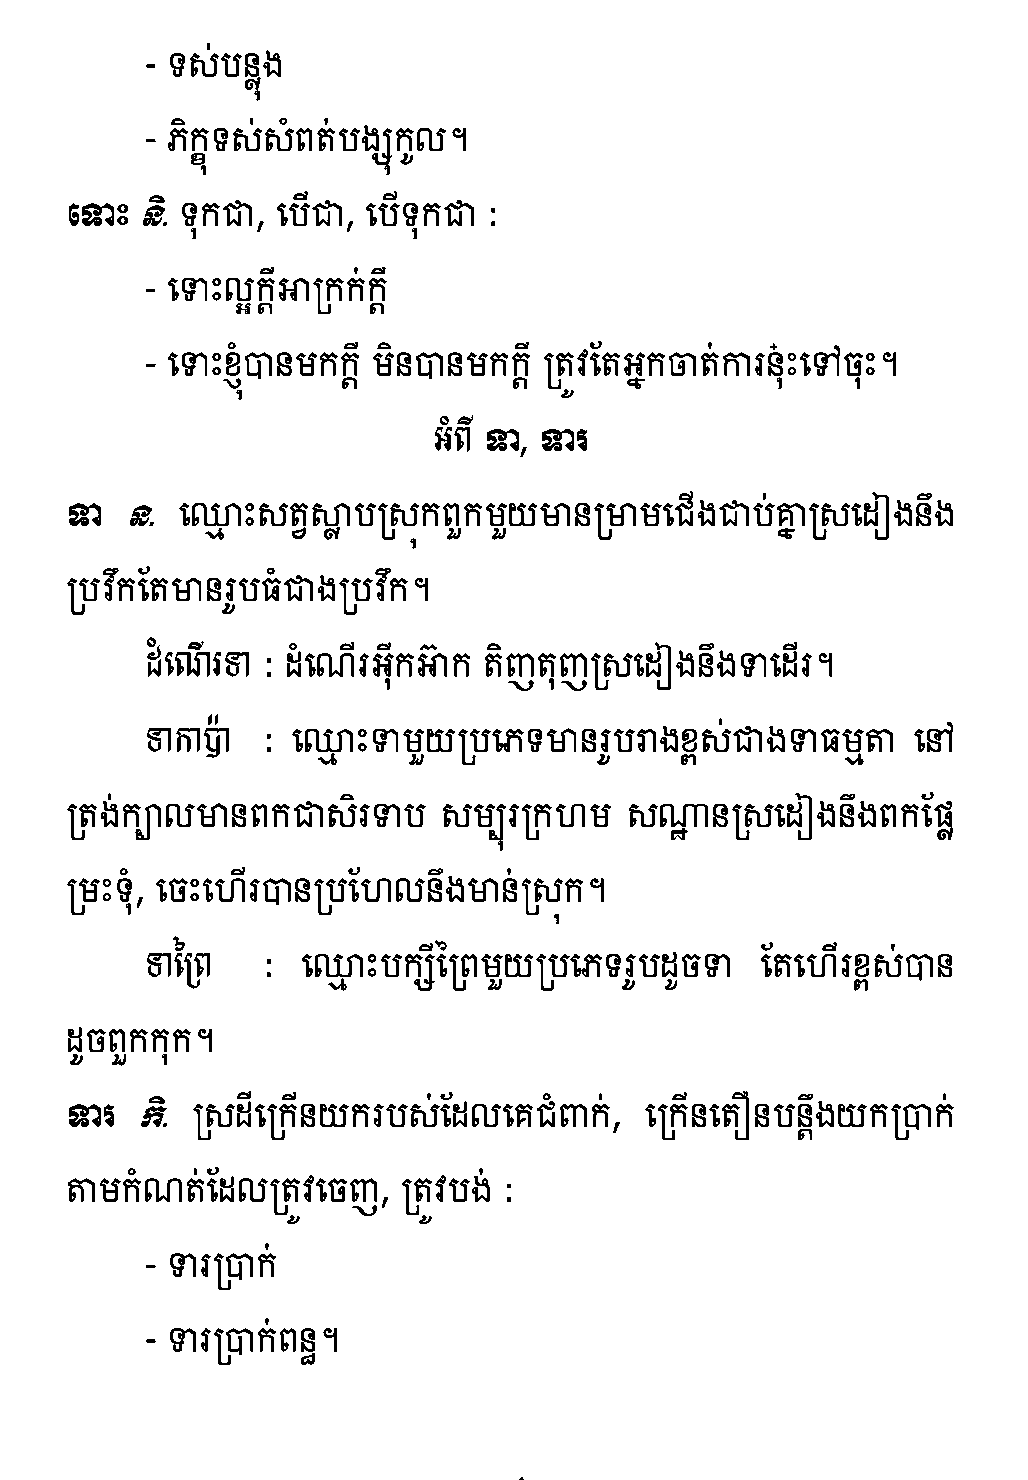 - ទស់បន្លុង
- ភិក្ខុទស់សំពត់បង្សុកូល។
ទោះ និ. ទុកជា, បើជា, បើទុកជា :
- ទោះល្អក្តីអាក្រក់ក្តី
- ទោះខ្ញុំបានមកក្តី មិនបានមកក្តី ត្រូវតែអ្នកចាត់ការនុ៎ះទៅចុះ។
អំពី ទា, ទារ
ទា ន. ឈ្មោះសត្វស្លាបស្រុកពួកមួយមានម្រាមជើងជាប់គ្នាស្រដៀងនឹង
ប្រវឹកតែមានរូបធំជាងប្រវឹក។
ដំណើរទា : ដំណើរអ៊ីកអ៊ាក តិញតុញស្រដៀងនឹងទាដើរ។
ទាកាប៉ា : ឈ្មោះទាមួយប្រភេទមានរូបរាងខ្ពស់ជាងទាធម្មតា នៅ
ត្រង់ក្បាលមានពកជាសិរទាប សម្បុរក្រហម សណ្ឋានស្រដៀងនឹងពកផ្លែ
ម្រះទុំ, ចេះហើរបានប្រហែលនឹងមាន់ស្រុក។
ទាព្រៃ : ឈ្មោះបក្សីព្រៃមួយប្រភេទរូបដូចទា តែហើរខ្ពស់បាន
ដូចពួកកុក។
ទារ កិ. ស្រដីក្រើនយករបស់ដែលគេជំពាក់, ក្រើនតឿនបន្តឹងយកប្រាក់
តាមកំណត់ដែលត្រូវចេញ, ត្រូវបង់ :
- ទារប្រាក់
- ទារប្រាក់ពន្ធ។